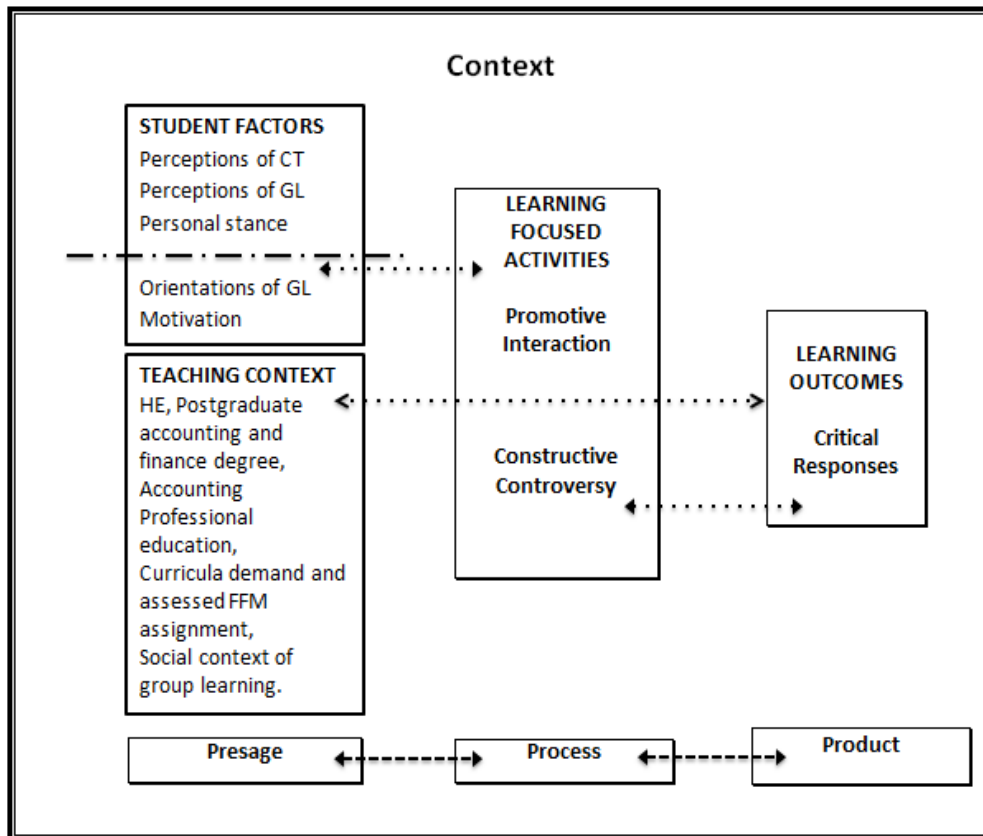 Context
STUDENT FACTORS
Perceptions of CT
Perceptions of GL
Personal stance
Orientations of GL
Motivation
TEACHING CONTEXT
HE, Postgraduate
accounting and
finance degree,
Accounting
Professional
education,
Curricula demand and
assessed FFM
assignment,
Social context of
group learning.
LEARNING
FOCUSED
ACTIVITIES
Promotive
Interaction
Constructive
Controversy
LEARNING
OUTCOMES
Critical
Responses
Presage
Process
Product